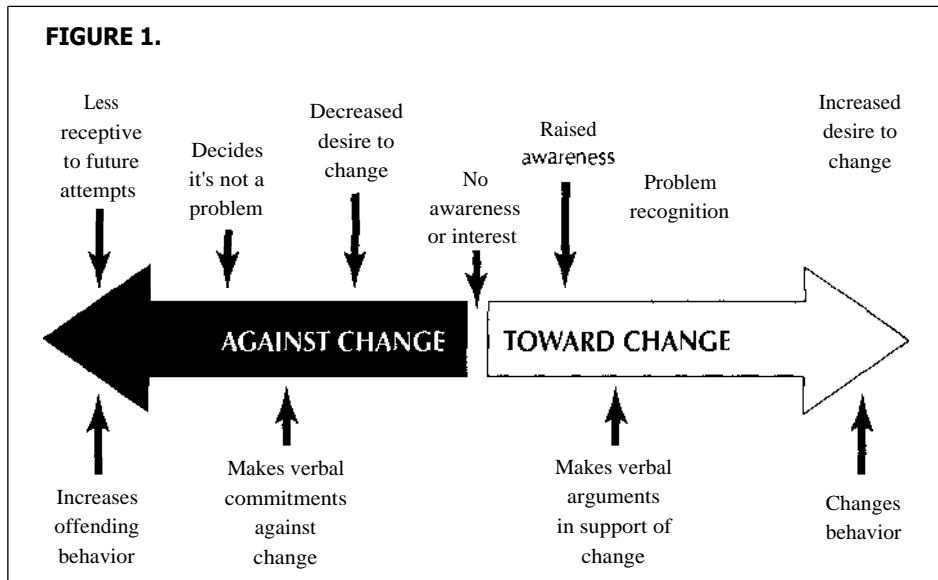 FIGURE 1.
Less
receptive
to future
attempts
Decides
it's not a
problem
Decreased
desire to
change
No
awareness
or interest
Raised
awareness
Problem
recognition
Increased
desire to
change
AGAINST CHANGE
TOWARD CHANGE
Increases
offending
behavior
Makes verbal
commitments
against
change
Makes verbal
arguments
in support of
change
Changes
behavior